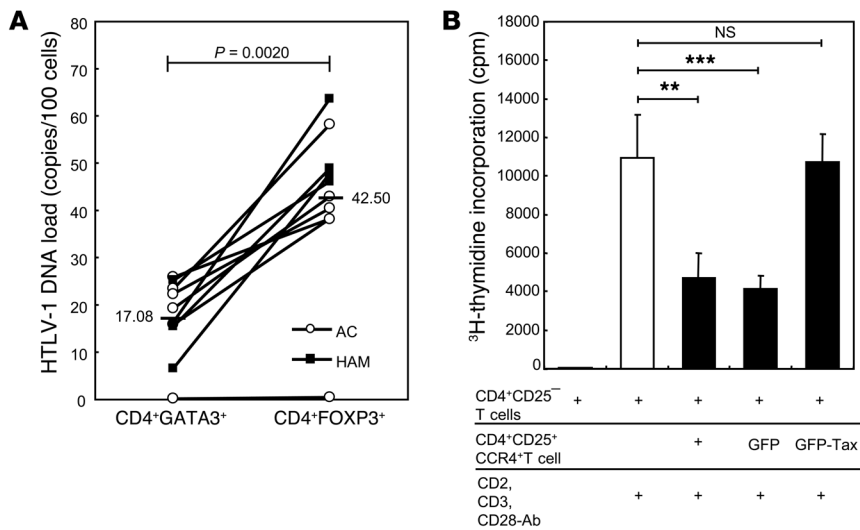 A
HTLV-1 DNA load (copies/100 cells)
80
70
60
50
40
30
20
10
0
P = 0.0020
42.50
17.08
AC
HAM
CD4⁺GATA3⁺
CD4⁺FOXP3⁺
B
³H-thymidine incorporation (cpm)
18000
16000
14000
12000
10000
8000
6000
4000
2000
0
NS
***
**
CD4⁺CD25⁻
T cells
+ + + + +
CD4⁺CD25⁺
CCR4⁺T cell
+ GFP GFP-Tax
CD2,
CD3,
CD28-Ab
+ + + +